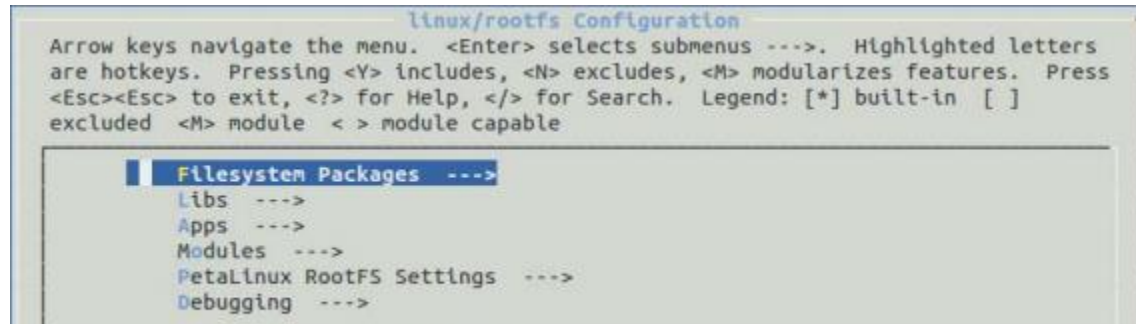 linux/rootfs Configuration
Arrow keys navigate the menu. <Enter> selects submenus --->. Highlighted letters
are hotkeys. Pressing <Y> includes, <N> excludes, <M> modularizes features. Press
<Esc><Esc> to exit, <?> for Help, </> for Search. Legend: [*] built-in [ ]
excluded <M> module < > module capable
Filesystem Packages --->
Libs --->
Apps --->
Modules --->
PetaLinux RootFS Settings --->
Debugging --->